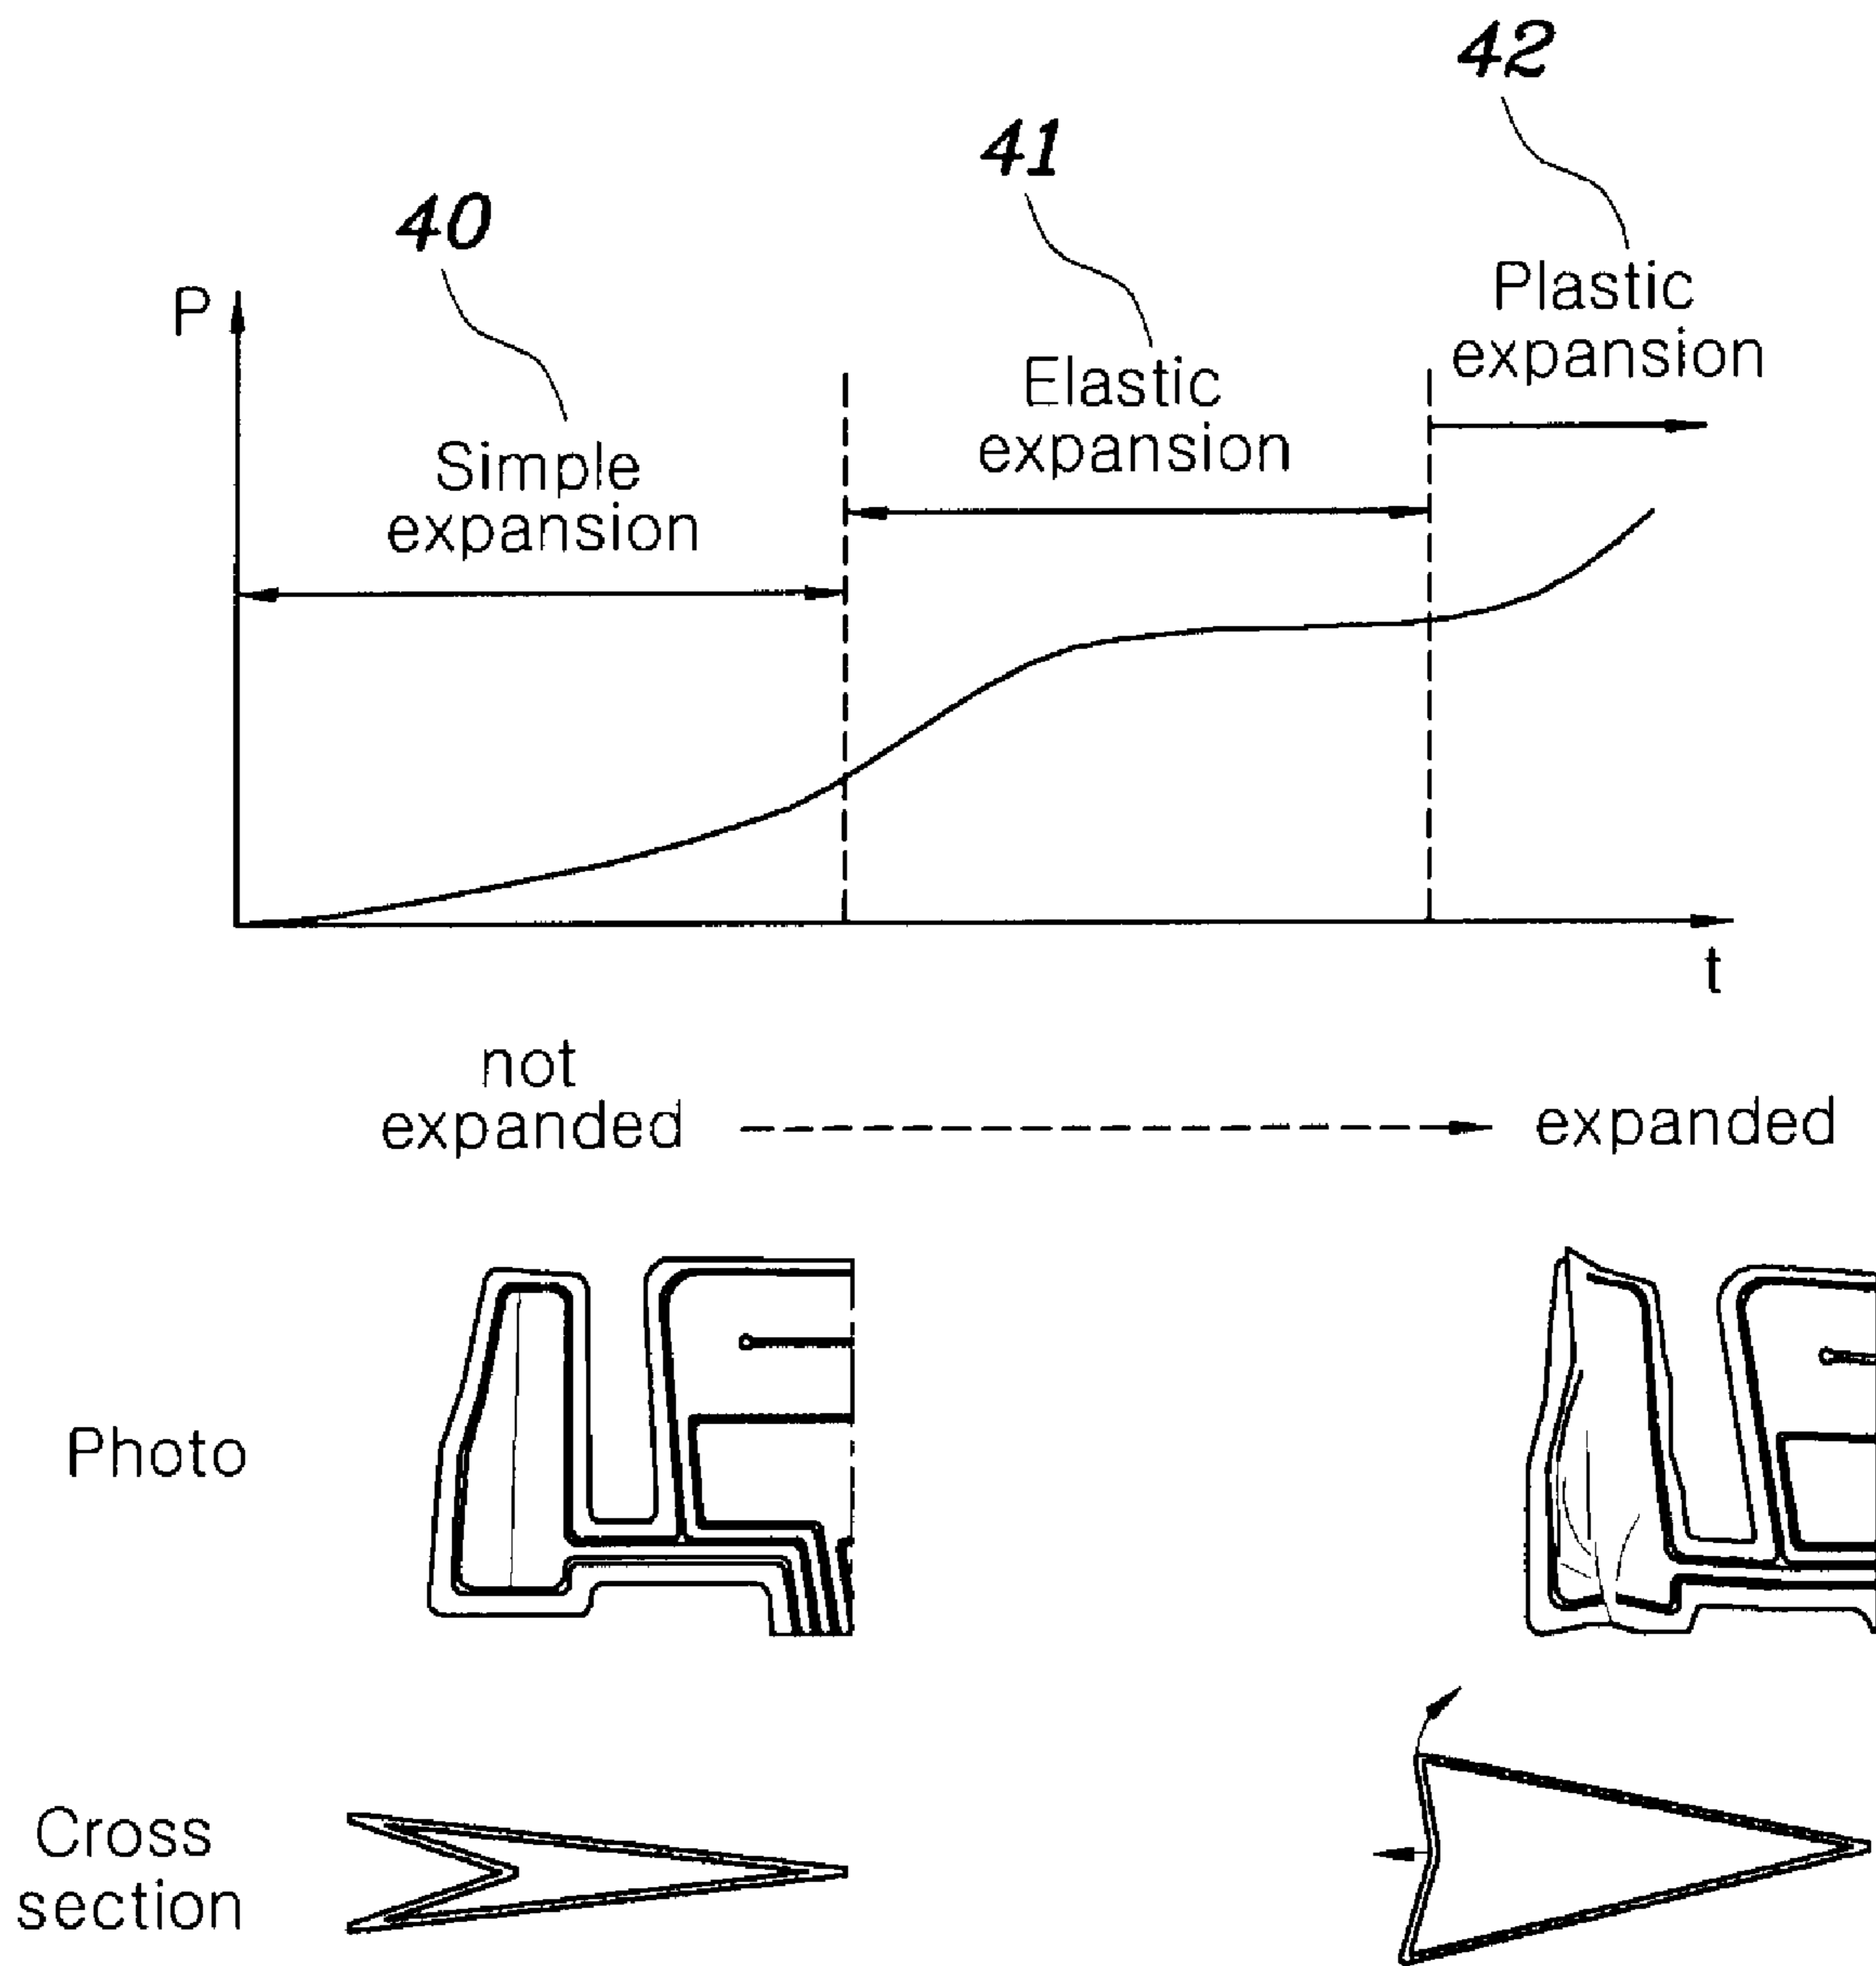 42
41
40
P
Plastic
expansion
Elastic
expansion
Simple
expansion
t
not
expanded
expanded
Photo
Cross
section